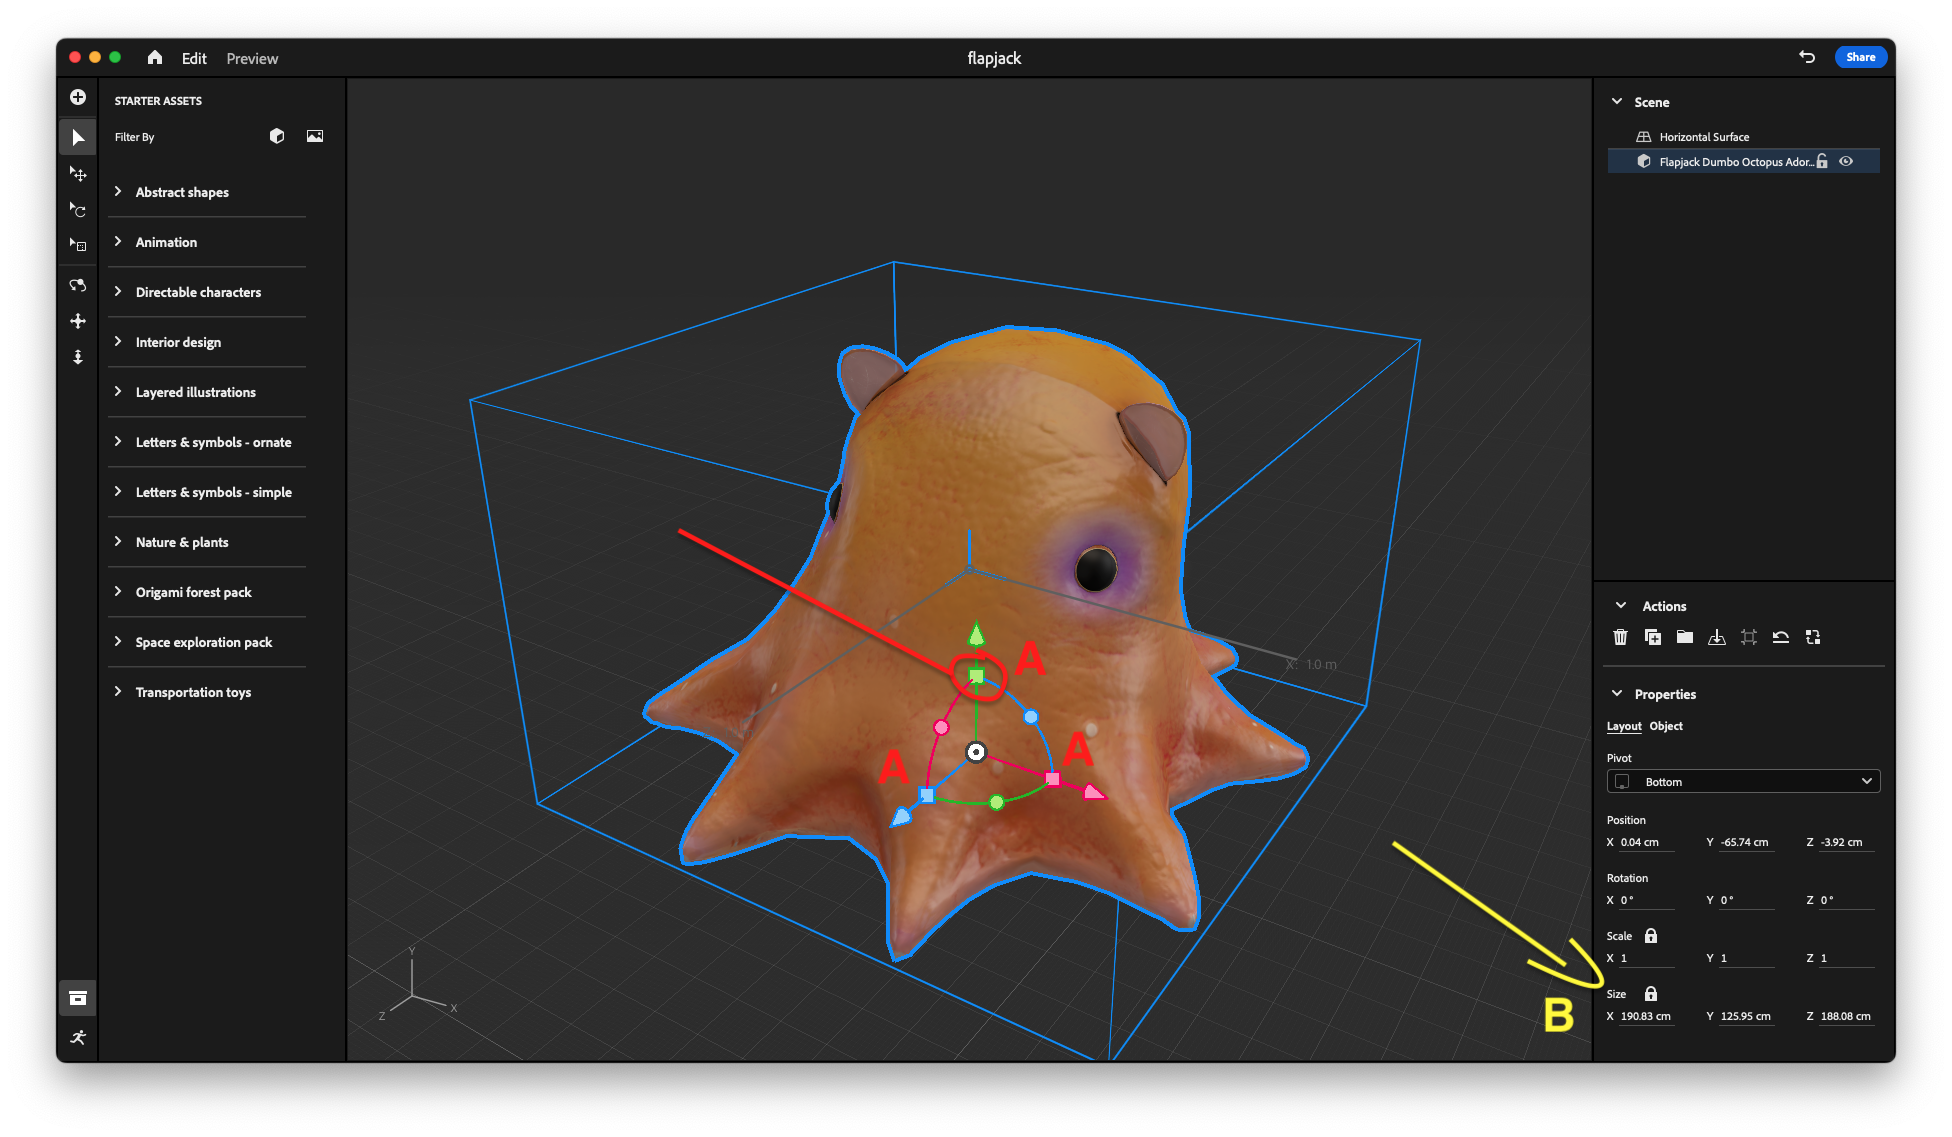 Edit Preview flapjack Share
STARTER ASSETS
Filter By
Abstract shapes
Animation
Directable characters
Interior design
Layered illustrations
Letters & symbols - ornate
Letters & symbols - simple
Nature & plants
Origami forest pack
Space exploration pack
Transportation toys
X: 1.0 m
A
A
A
Y
X
Z
B
Scene
Horizontal Surface
Flapjack Dumbo Octopus Ador...
Actions
Properties
Layout Object
Pivot
Bottom
Position
X 0.04 cm Y -65.74 cm Z -3.92 cm
Rotation
X 0° Y 0° Z 0°
Scale
X 1 Y 1 Z 1
Size
X 190.83 cm Y 125.95 cm Z 188.08 cm